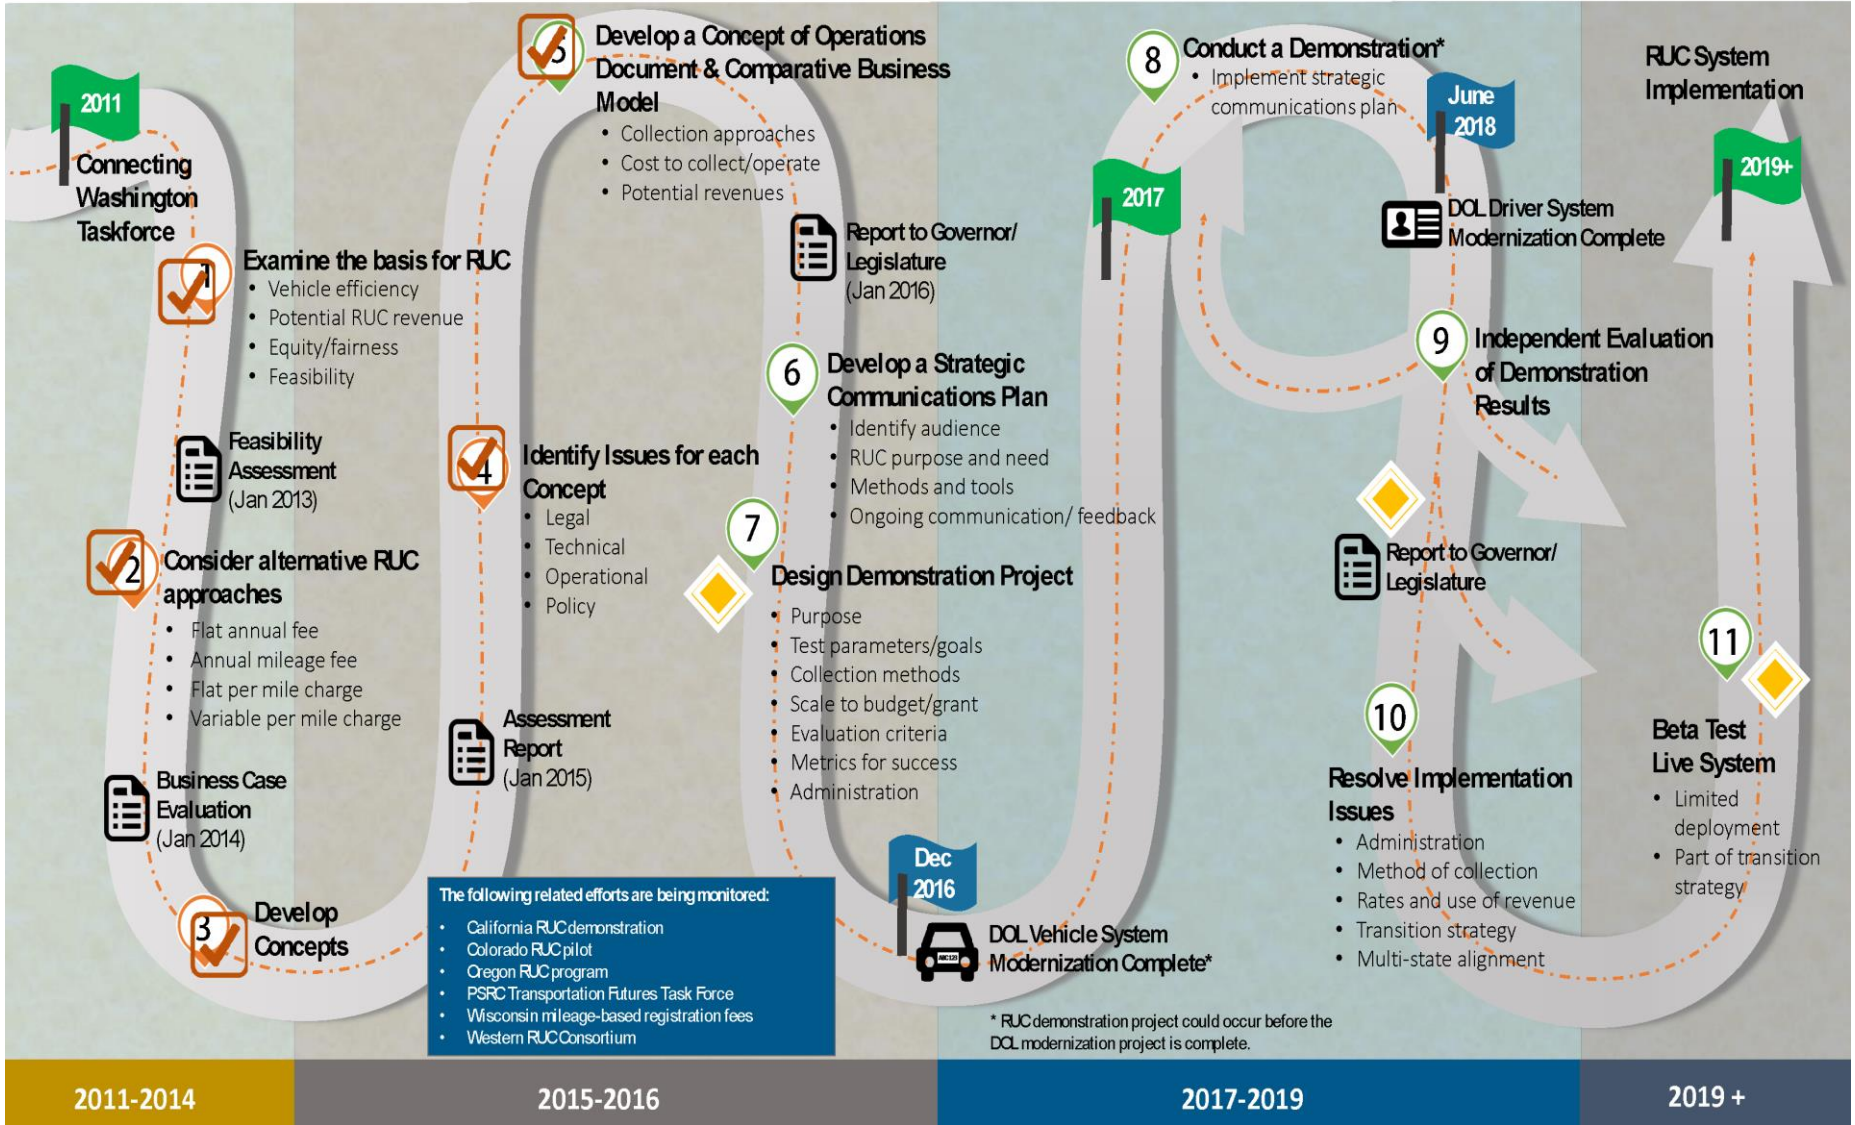 2011
Connecting
Washington
Taskforce
1
Examine the basis for RUC
• Vehicle efficiency
• Potential RUC revenue
• Equity/fairness
• Feasibility
Feasibility
Assessment
(Jan 2013)
2
Consider alternative RUC
approaches
• Flat annual fee
• Annual mileage fee
• Flat per mile charge
• Variable per mile charge
Business Case
Evaluation
(Jan 2014)
3
Develop
Concepts
4
Identify Issues for each
Concept
• Legal
• Technical
• Operational
• Policy
Assessment
Report
(Jan 2015)
5
Develop a Concept of Operations
Document & Comparative Business
Model
• Collection approaches
• Cost to collect/operate
• Potential revenues
Report to Governor/
Legislature
(Jan 2016)
6
Develop a Strategic
Communications Plan
• Identify audience
• RUC purpose and need
• Methods and tools
• Ongoing communication/ feedback
7
Design Demonstration Project
• Purpose
• Test parameters/goals
• Collection methods
• Scale to budget/grant
• Evaluation criteria
• Metrics for success
• Administration
The following related efforts are being monitored:
• California RUC demonstration
• Colorado RUC pilot
• Oregon RUC program
• PSRC Transportation Futures Task Force
• Wisconsin mileage-based registration fees
• Western RUC Consortium
Dec
2016
ABC123
DOL Vehicle System
Modernization Complete*
* RUC demonstration project could occur before the
DOL modernization project is complete.
2017
8
Conduct a Demonstration*
• Implement strategic
communications plan
June
2018
DOL Driver System
Modernization Complete
9
Independent Evaluation
of Demonstration
Results
Report to Governor/
Legislature
10
Resolve Implementation
Issues
• Administration
• Method of collection
• Rates and use of revenue
• Transition strategy
• Multi-state alignment
RUC System
Implementation
2019+
11
Beta Test
Live System
• Limited
deployment
• Part of transition
strategy
2011-2014
2015-2016
2017-2019
2019 +